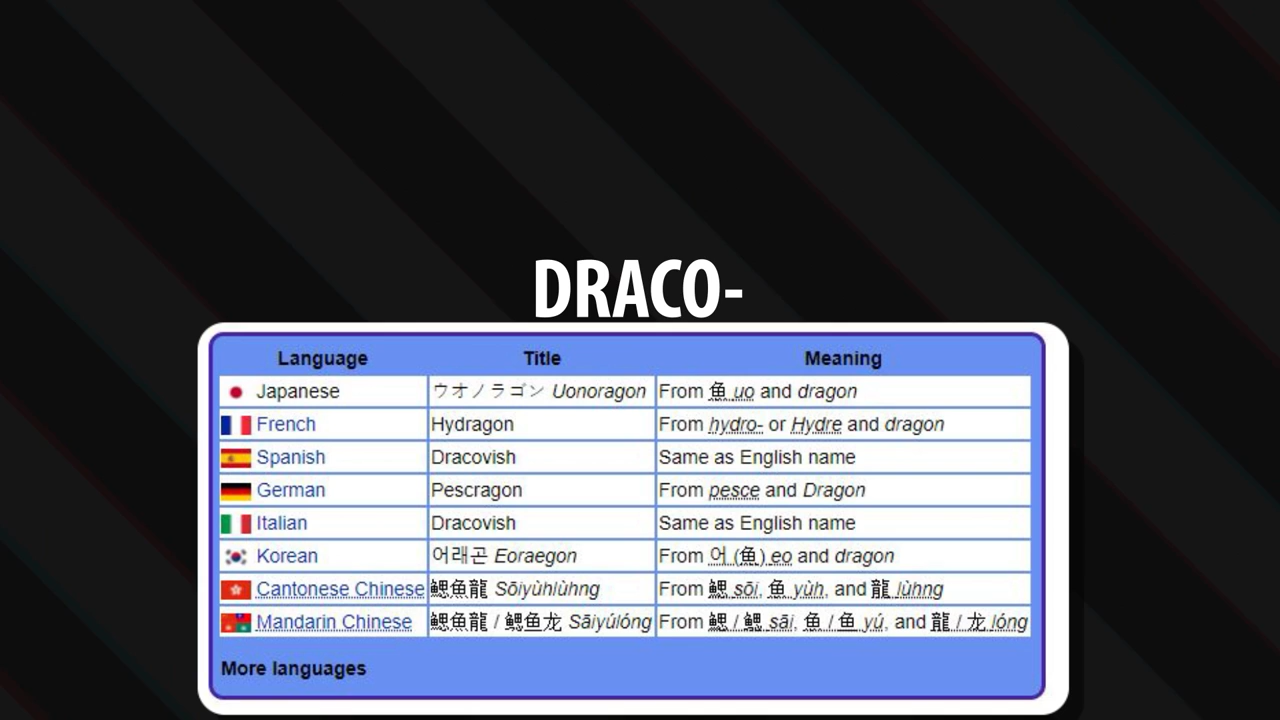 DRACO-
Language Title Meaning
Japanese ウオノラゴン Uonoragon From 魚 uo and dragon
French Hydragon From hydro- or Hydre and dragon
Spanish Dracovish Same as English name
German Pescragon From pesce and Dragon
Italian Dracovish Same as English name
Korean 어래곤 Eoraegon From 어 (魚) eo and dragon
Cantonese Chinese 鰓魚龍 Sōiyùhlùhng From 鰓 sōi, 魚 yùh, and 龍 lùhng
Mandarin Chinese 鰓魚龍 / 鳃鱼龙 Sāiyúlóng From 鰓 / 鳃 sāi, 魚 / 鱼 yú, and 龍 / 龙 lóng
More languages